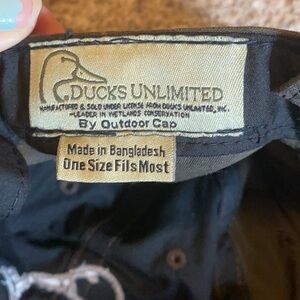 DUCKS UNLIMITED
MANUFACTURED & SOLD UNDER LICENSE FROM DUCKS UNLIMITED, INC.
-LEADER IN WETLANDS CONSERVATION
By Outdoor Cap
Made in Bangladesh
One Size Fits Most